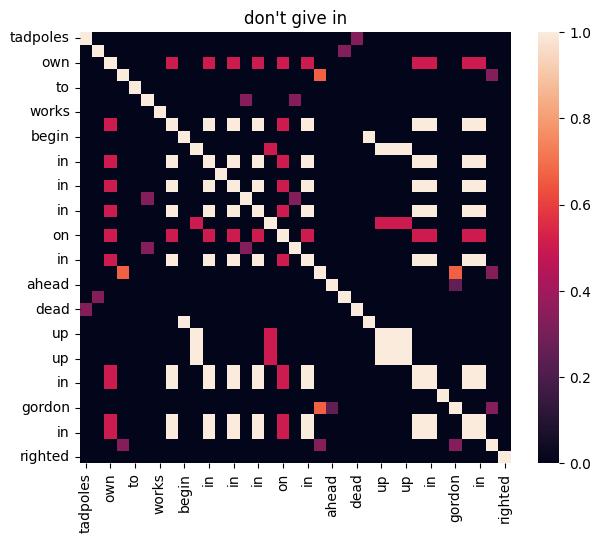 don't give in
tadpoles
own
to
works
begin
in
in
in
on
in
ahead
dead
up
up
in
gordon
in
righted
tadpoles
own
to
works
begin
in
in
in
on
in
ahead
dead
up
up
in
gordon
in
righted
1.0
0.8
0.6
0.4
0.2
0.0